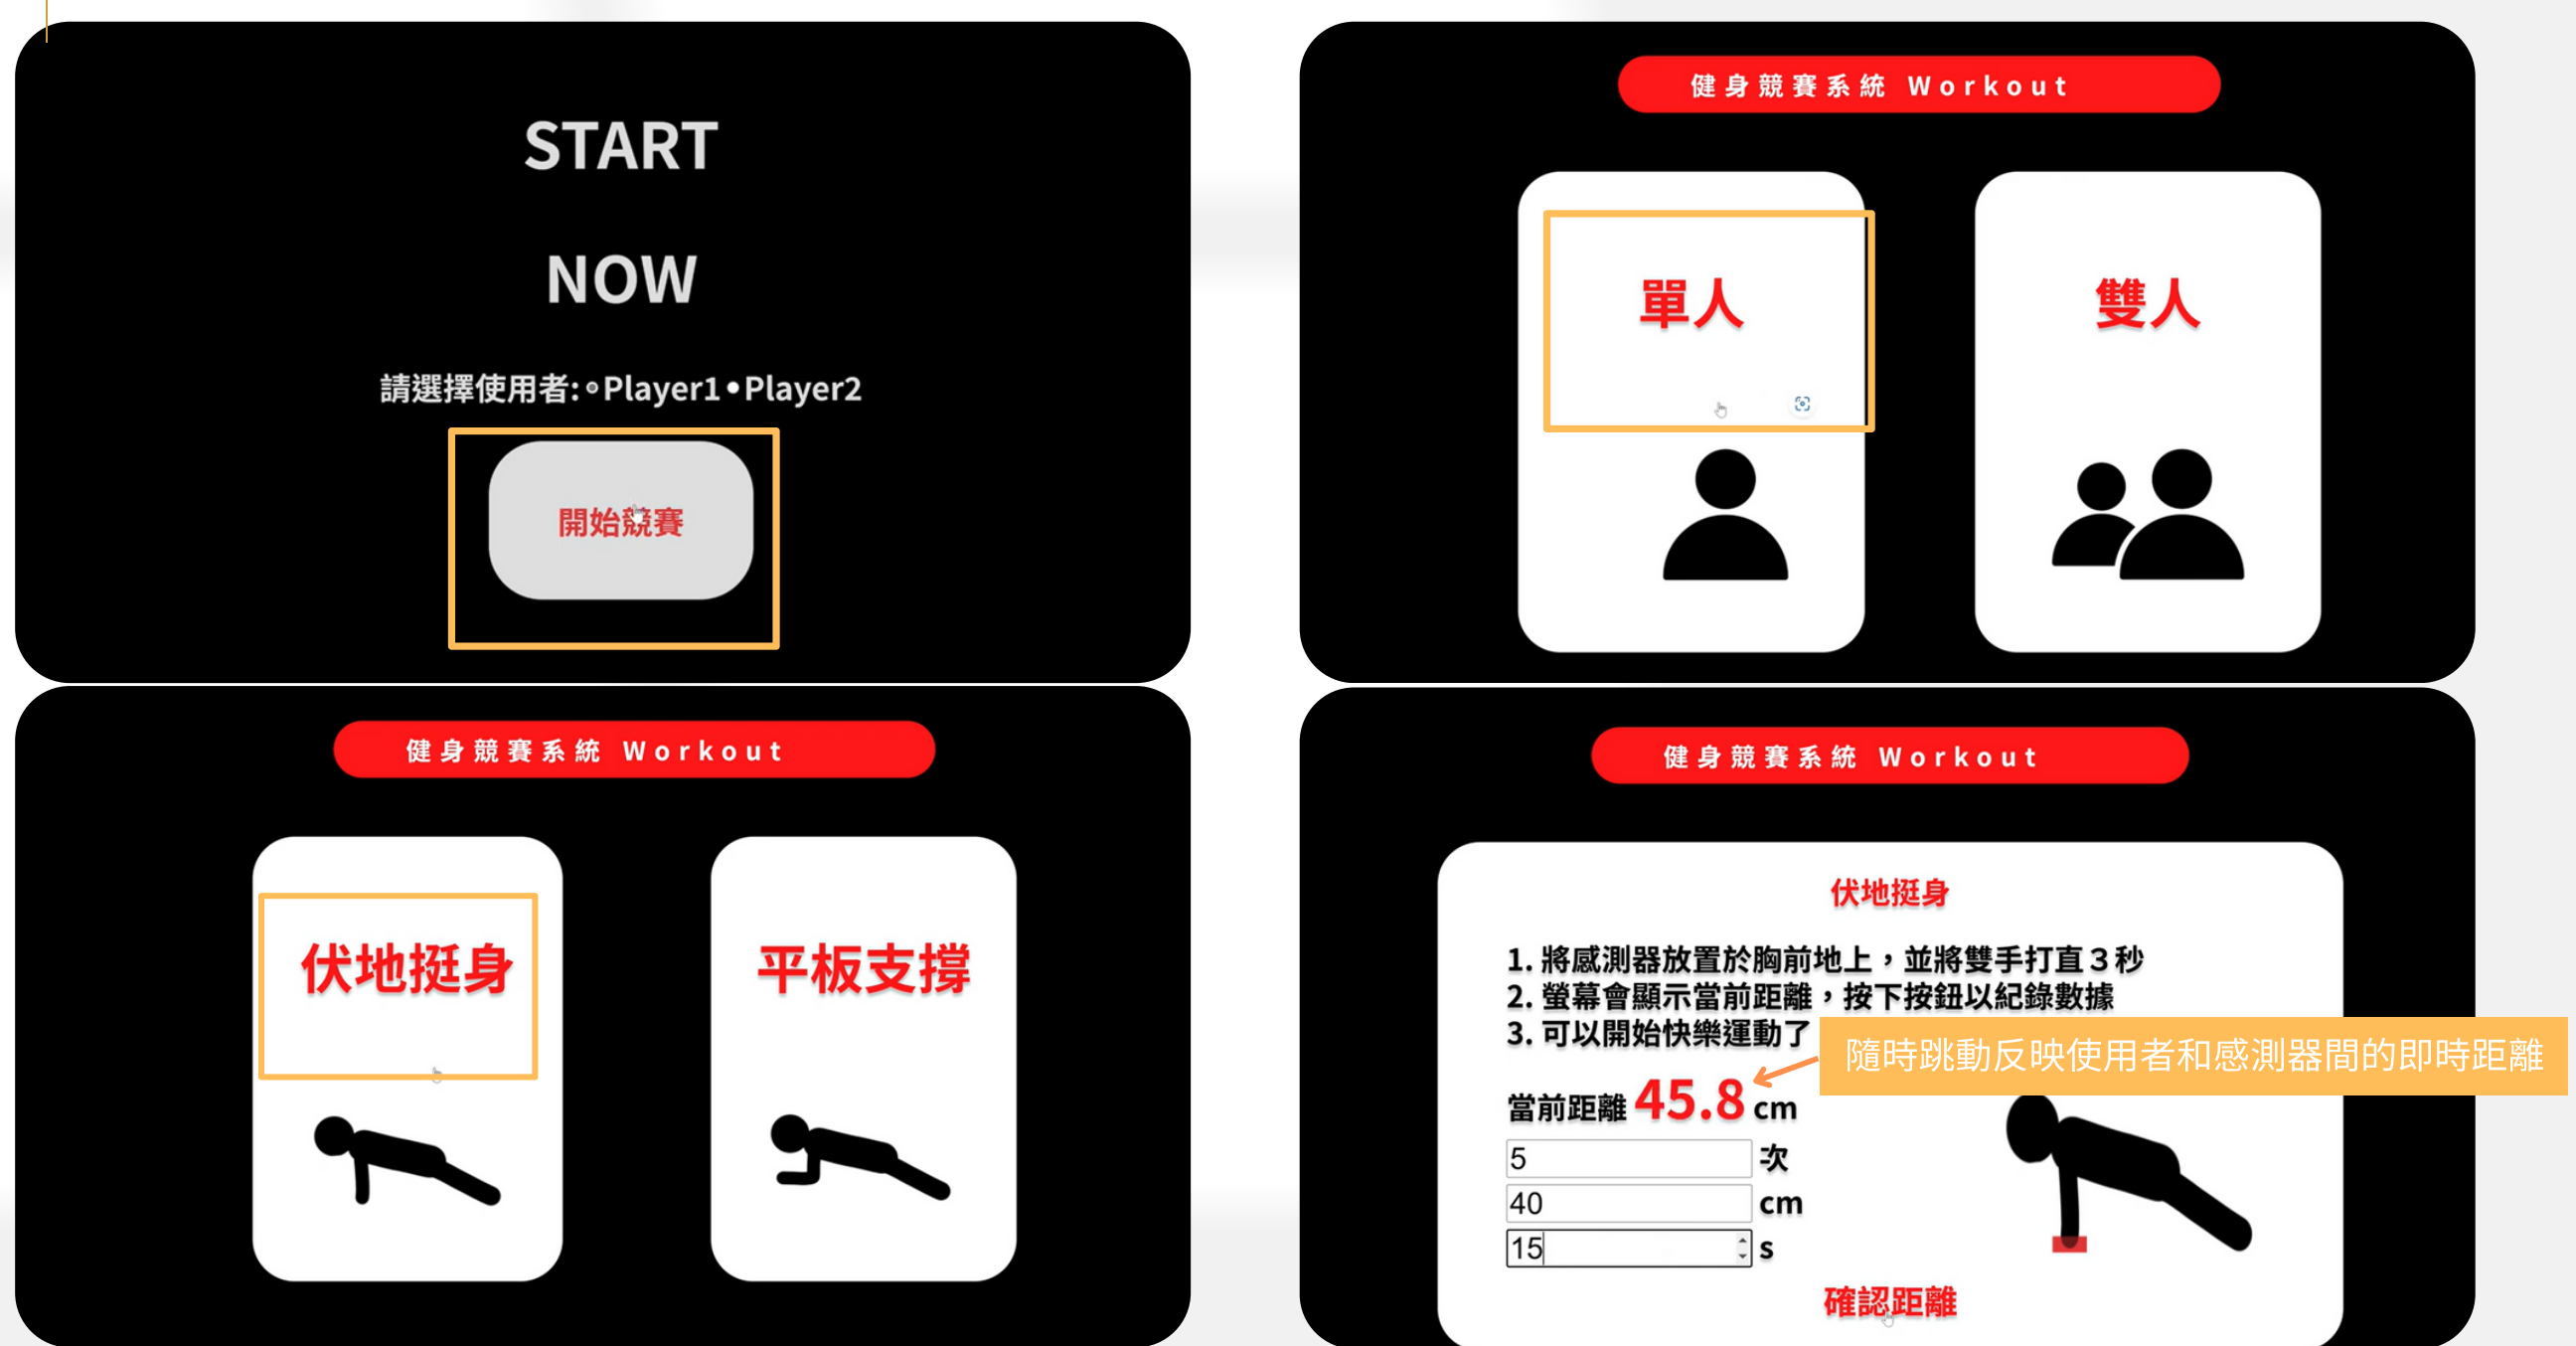 START
NOW
請選擇使用者:Player1Player2
開始競賽
健身競賽系統 Workout
單人
雙人
健身競賽系統 Workout
伏地挺身
平板支撐
健身競賽系統 Workout
伏地挺身
1. 將感測器放置於胸前地上，並將雙手打直３秒
2. 螢幕會顯示當前距離，按下按鈕以紀錄數據
3. 可以開始快樂運動了
隨時跳動反映使用者和感測器間的即時距離
當前距離 45.8 cm
5 次
40 cm
15 s
確認距離